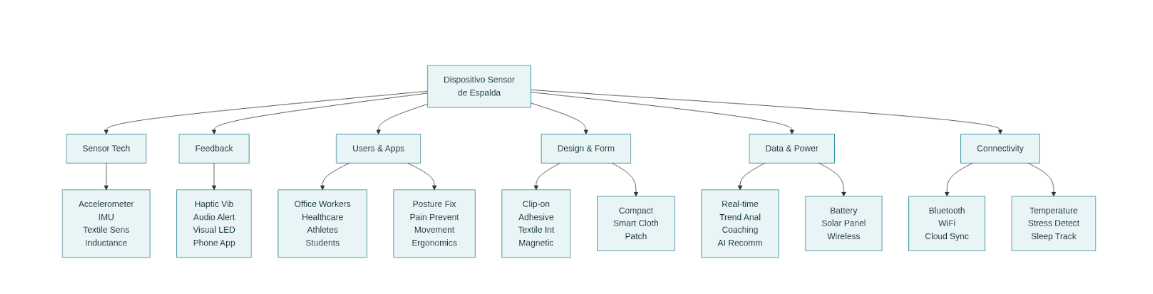 Dispositivo Sensor
de Espalda
Sensor Tech
Feedback
Users & Apps
Design & Form
Data & Power
Connectivity
Accelerometer
IMU
Textile Sens
Inductance
Haptic Vib
Audio Alert
Visual LED
Phone App
Office Workers
Healthcare
Athletes
Students
Posture Fix
Pain Prevent
Movement
Ergonomics
Clip-on
Adhesive
Textile Int
Magnetic
Compact
Smart Cloth
Patch
Real-time
Trend Anal
Coaching
AI Recomm
Battery
Solar Panel
Wireless
Bluetooth
WiFi
Cloud Sync
Temperature
Stress Detect
Sleep Track